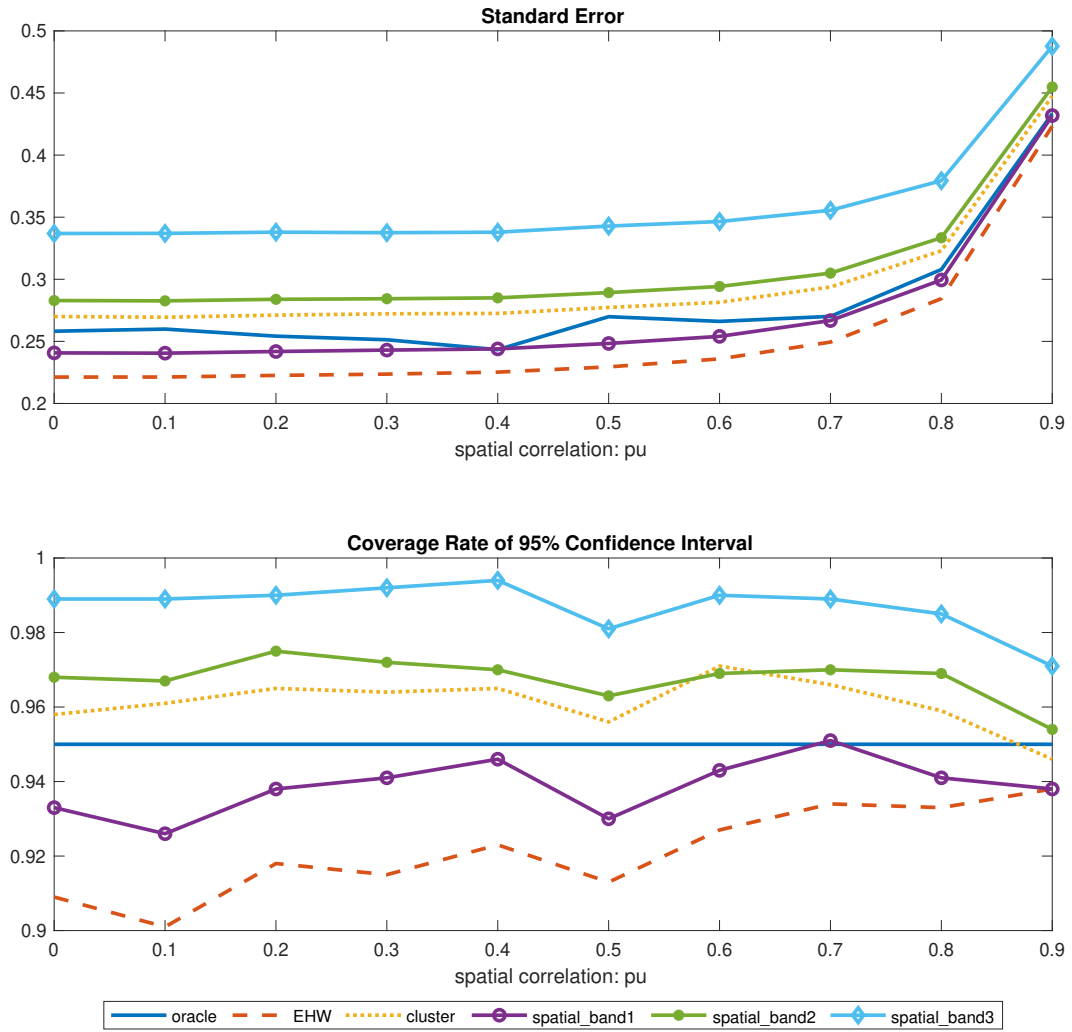 Standard Error
0.5
0.45
0.4
0.35
0.3
0.25
0.2
0 0.1 0.2 0.3 0.4 0.5 0.6 0.7 0.8 0.9
spatial correlation: pu
Coverage Rate of 95% Confidence Interval
1
0.98
0.96
0.94
0.92
0.9
0 0.1 0.2 0.3 0.4 0.5 0.6 0.7 0.8 0.9
spatial correlation: pu
oracle EHW cluster spatial_band1 spatial_band2 spatial_band3